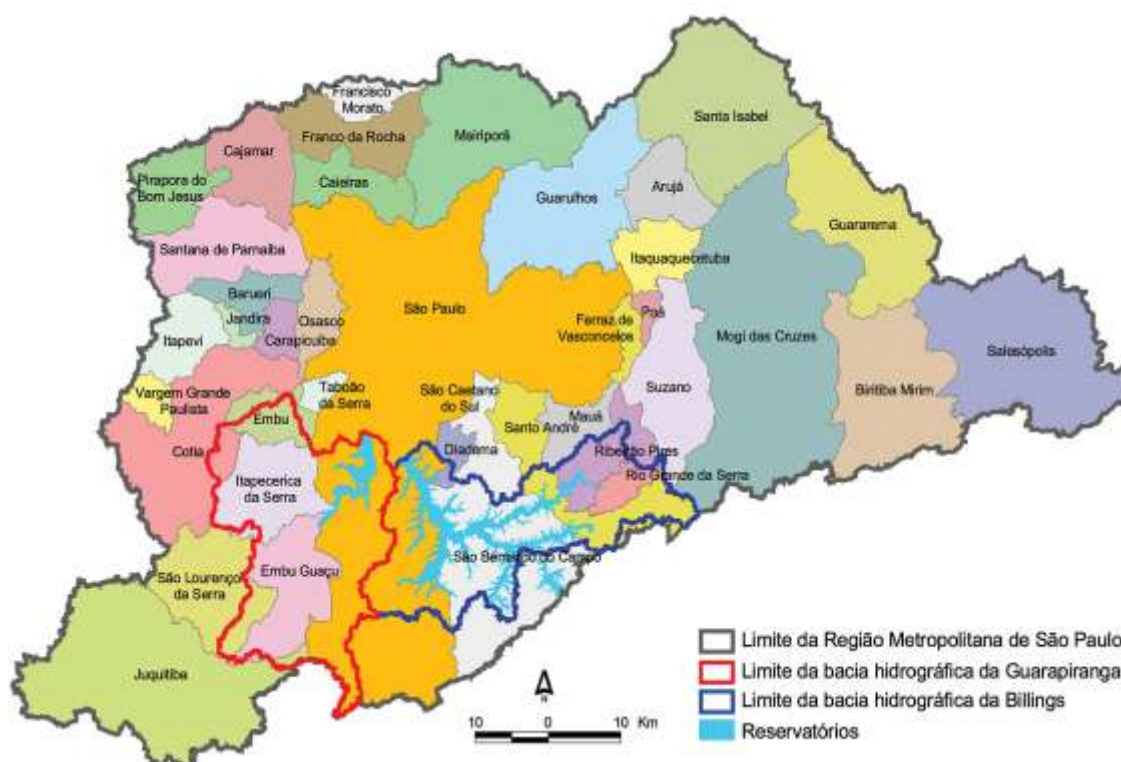 Francisco
Morato
Santa Isabel
Franco da Rocha
Mairiporã
Cajamar
Pirapora do
Bom Jesus
Caieiras
Guarulhos
Arujá
Guararema
Santana de Parnaíba
Itaquaquecetuba
Barueri
Jandira
Osasco
São Paulo
Poá
Ferraz de
Vasconcelos
Mogi das Cruzes
Itapevi
Carapicuíba
Salesópolis
Vargem Grande
Paulista
Taboão
da Serra
São Caetano
do Sul
Suzano
Biritiba Mirim
Embu
Mauá
Santo André
Cotia
Diadema
Ribeirão Pires
Itapecerica
da Serra
Rio Grande da Serra
São Bernardo do Campo
São Lourenço
da Serra
Embu Guaçu
Juquitiba
Limite da Região Metropolitana de São Paulo
Limite da bacia hidrográfica da Guarapiranga
Limite da bacia hidrográfica da Billings
Reservatórios
N
10 0 10 Km